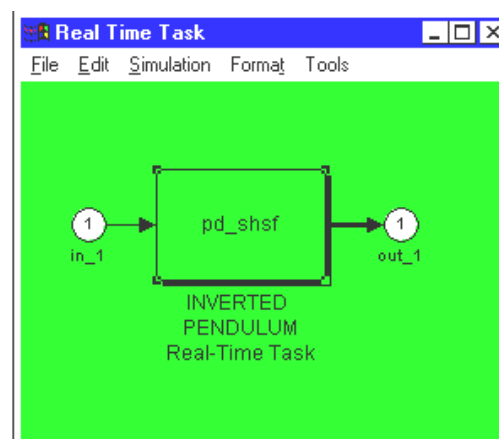 Real Time Task
File Edit Simulation Format Tools
1 pd_shsf 1
in_1 out_1
INVERTED
PENDULUM
Real-Time Task